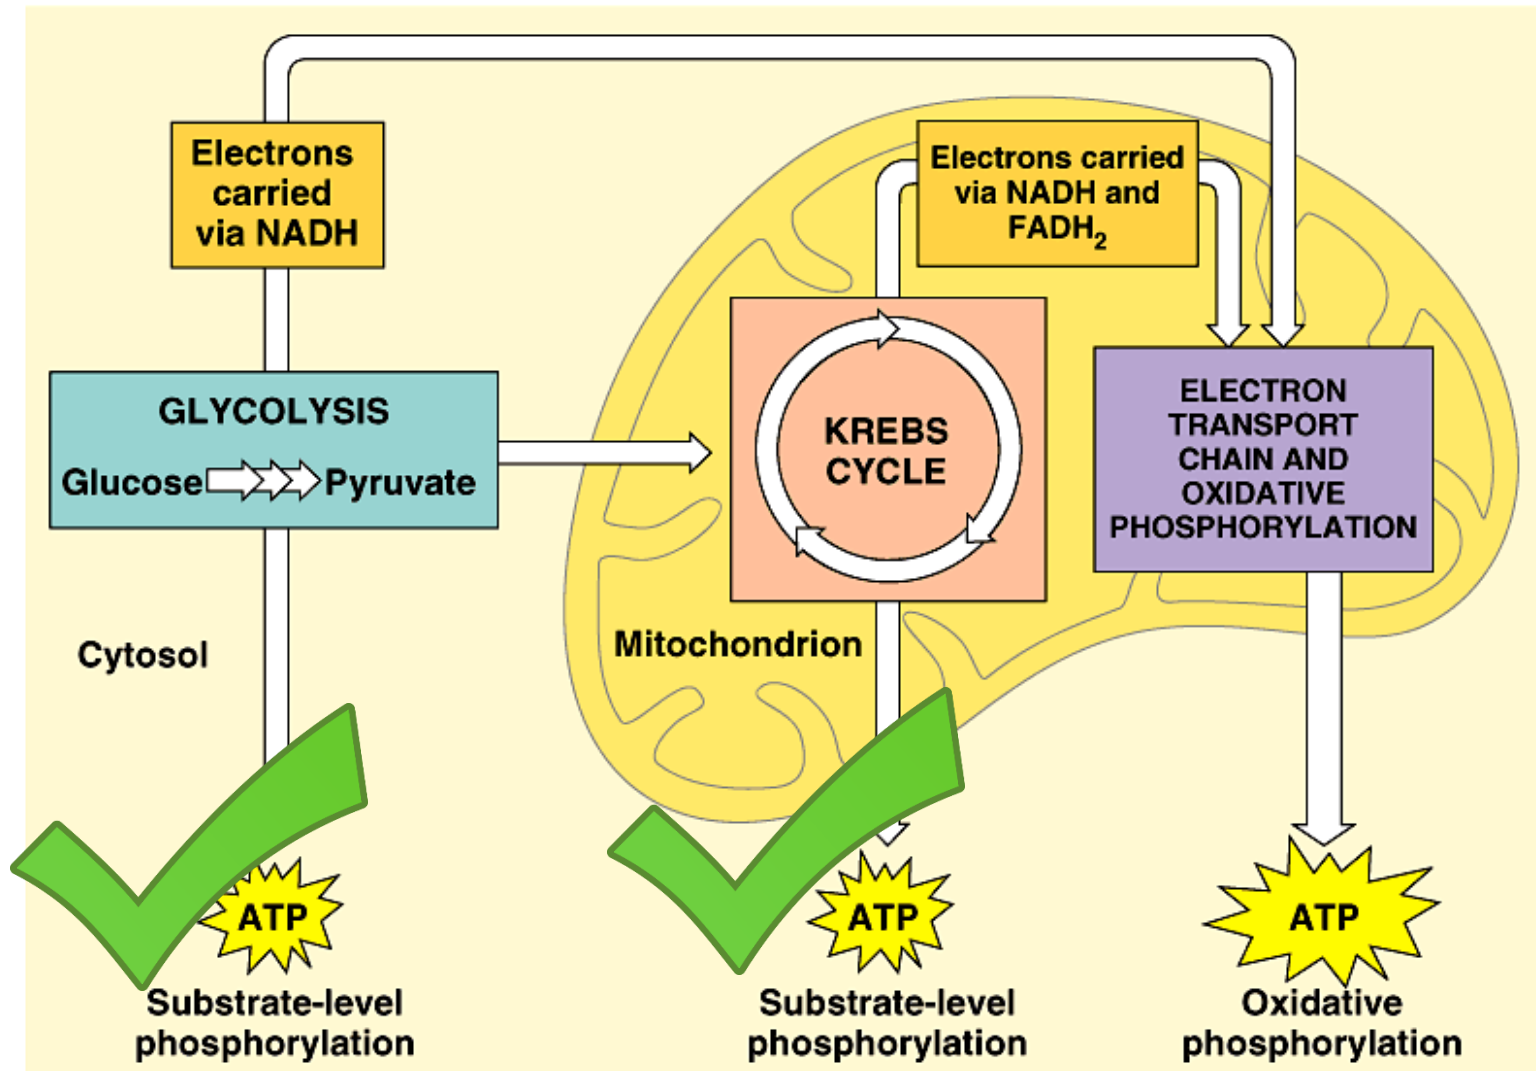 Electrons
carried
via NADH
Electrons carried
via NADH and
FADH₂
GLYCOLYSIS
Glucose Pyruvate
KREBS
CYCLE
ELECTRON
TRANSPORT
CHAIN AND
OXIDATIVE
PHOSPHORYLATION
Cytosol
Mitochondrion
ATP
ATP
ATP
Substrate-level
phosphorylation
Substrate-level
phosphorylation
Oxidative
phosphorylation